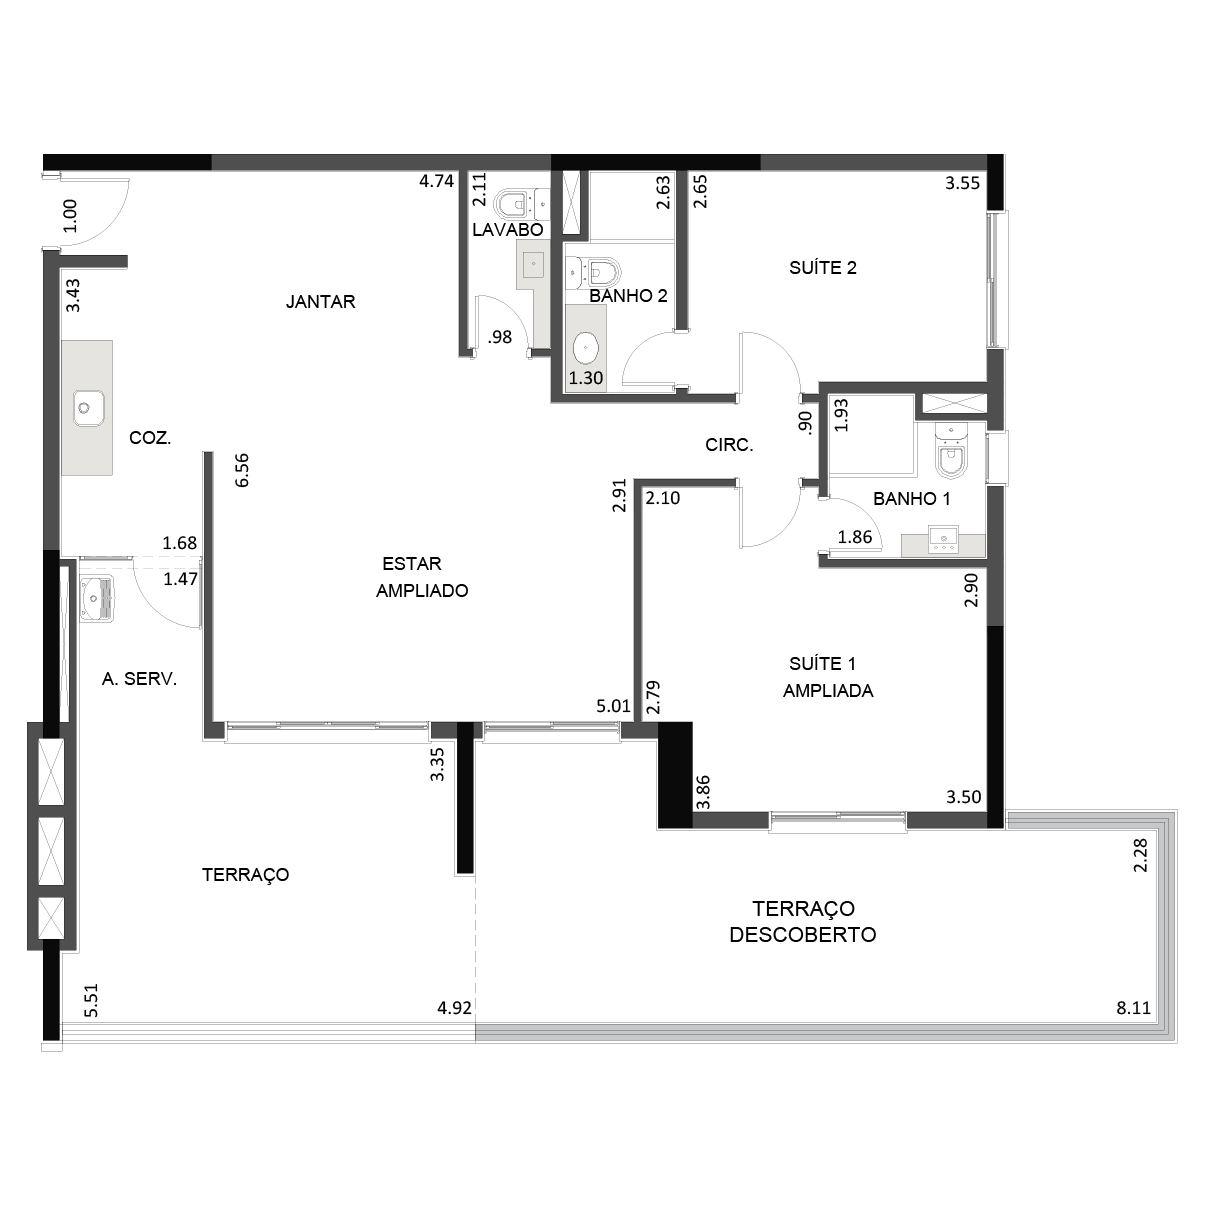 4.74
2.11
2.63
2.65
3.55
1.00
LAVABO
SUÍTE 2
3.43
JANTAR
BANHO 2
.98
1.30
COZ.
1.93
.90
CIRC.
6.56
2.91
2.10
BANHO 1
1.68
1.86
1.47
ESTAR
AMPLIADO
2.90
A. SERV.
SUÍTE 1
AMPLIADA
5.01
2.79
3.35
3.86
3.50
TERRAÇO
2.28
TERRAÇO
DESCOBERTO
5.51
4.92
8.11